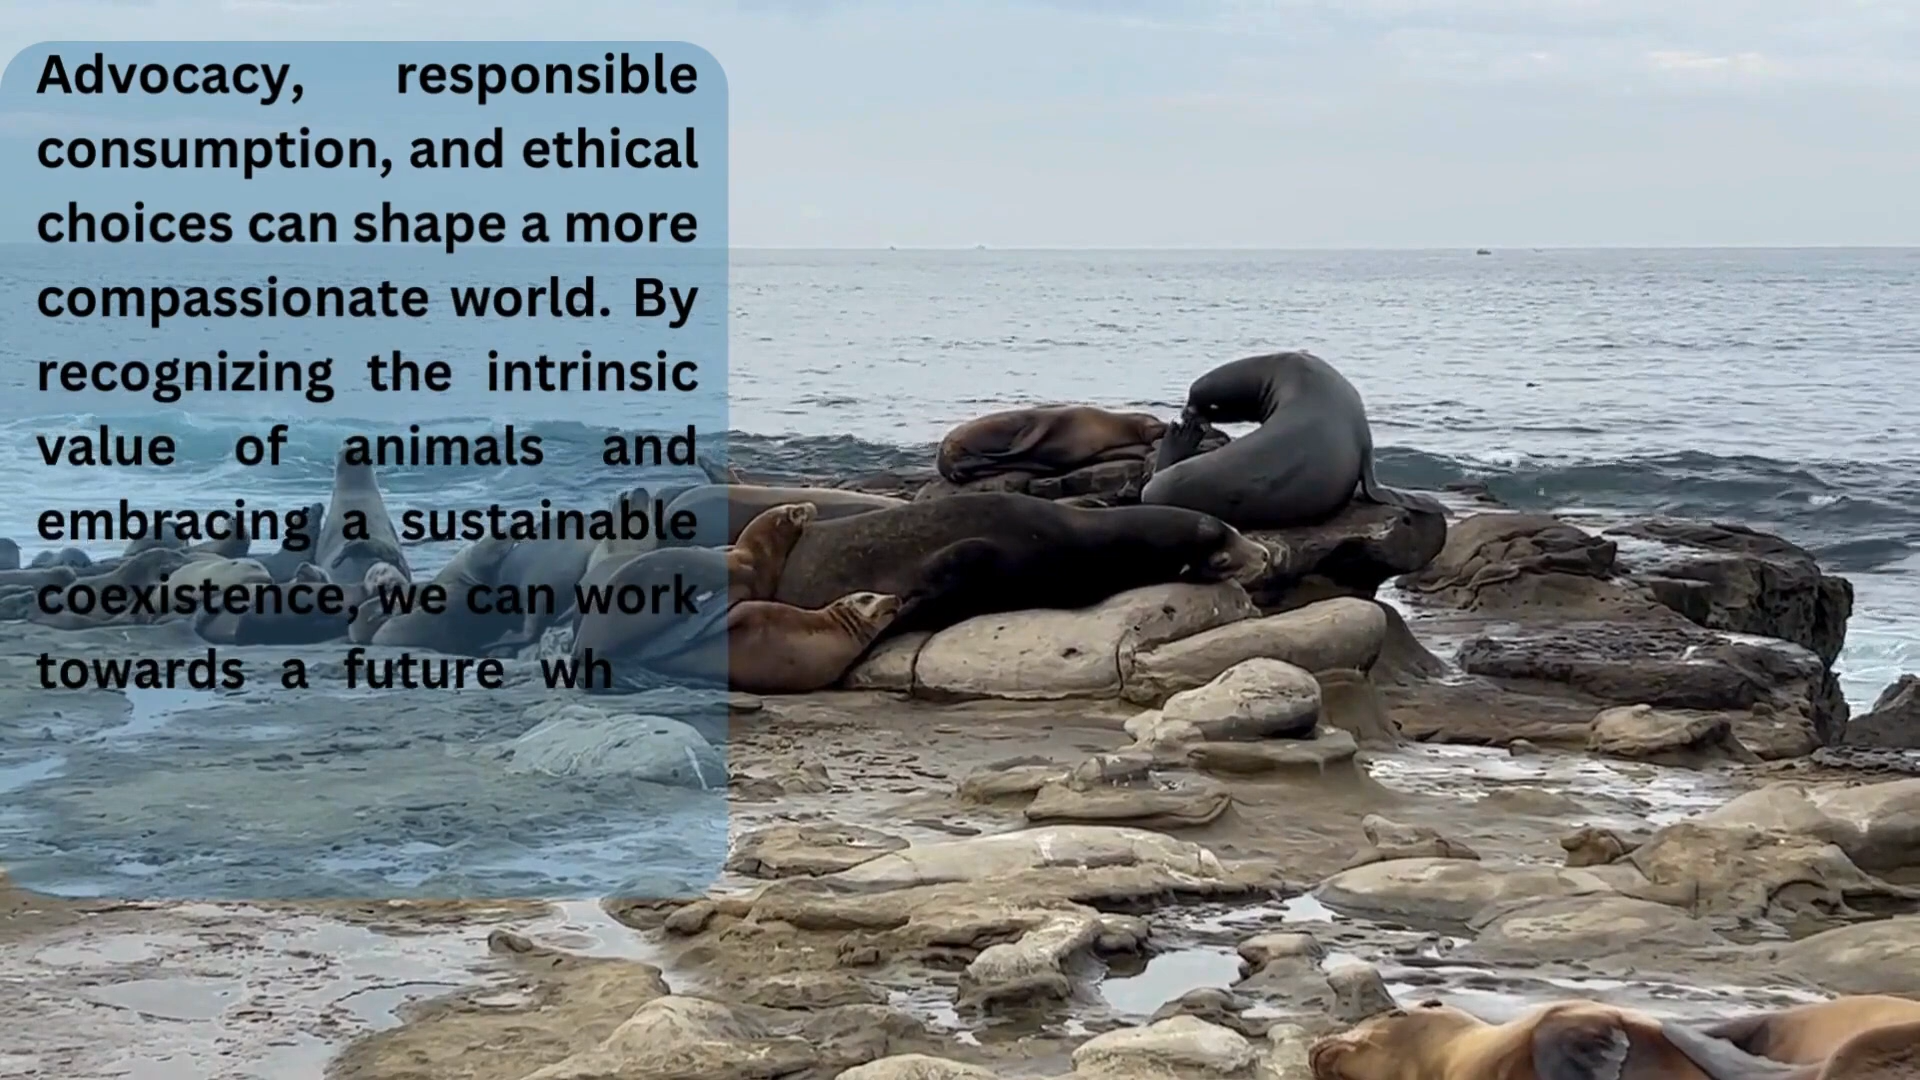 Advocacy, responsible
consumption, and ethical
choices can shape a more
compassionate world. By
recognizing the intrinsic
value of animals and
embracing a sustainable
coexistence, we can work
towards a future wh